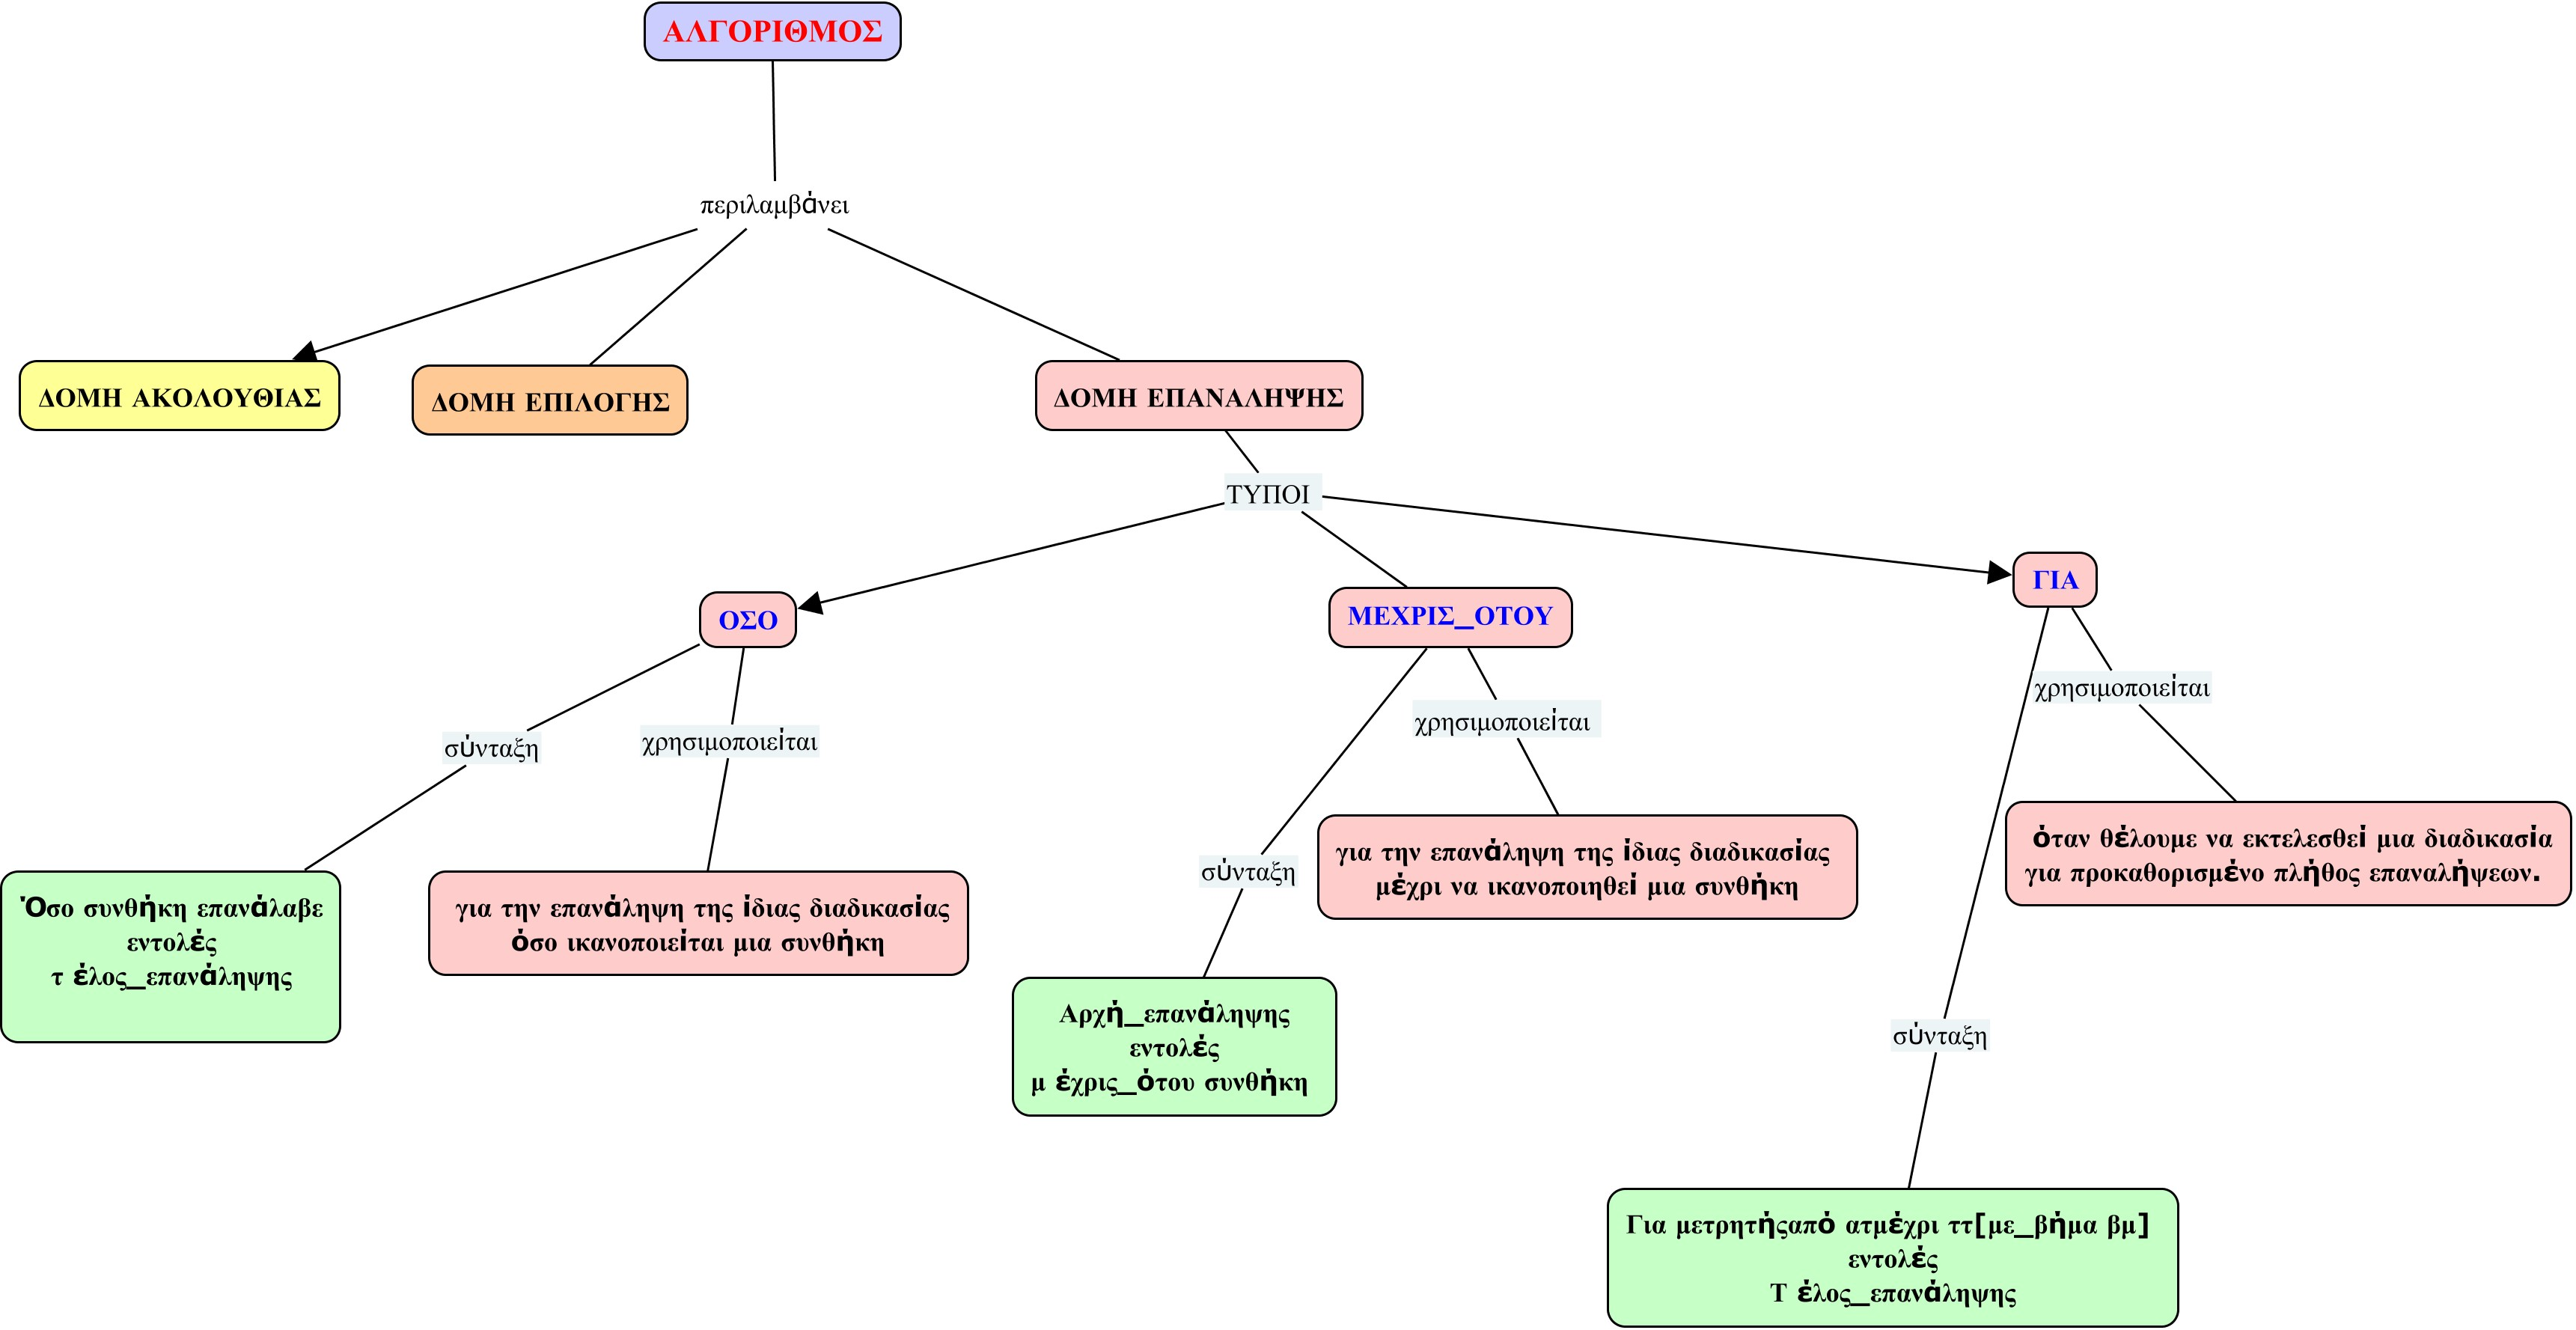 ΑΛΓΟΡΙΘΜΟΣ
περιλαμβάνει
ΔΟΜΗ ΑΚΟΛΟΥΘΙΑΣ
ΔΟΜΗ ΕΠΙΛΟΓΗΣ
ΔΟΜΗ ΕΠΑΝΑΛΗΨΗΣ
ΤΥΠΟΙ
ΟΣΟ
ΜΕΧΡΙΣ_ΟΤΟΥ
ΓΙΑ
σύνταξη
χρησιμοποιείται
χρησιμοποιείται
χρησιμοποιείται
Όσο συνθήκη επανάλαβε
εντολές
τ έλος_επανάληψης
για την επανάληψη της ίδιας διαδικασίας
όσο ικανοποιείται μια συνθήκη
σύνταξη
για την επανάληψη της ίδιας διαδικασίας
μέχρι να ικανοποιηθεί μια συνθήκη
όταν θέλουμε να εκτελεσθεί μια διαδικασία
για προκαθορισμένο πλήθος επαναλήψεων.
Αρχή_επανάληψης
εντολές
μ έχρις_ότου συνθήκη
σύνταξη
Για μετρητήςαπό ατμέχρι ττ[με_βήμα βμ]
εντολές
Τ έλος_επανάληψης